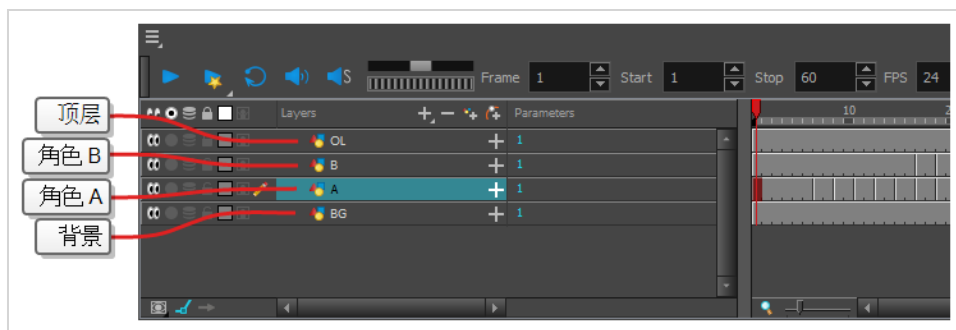 S Frame 1 Start 1 Stop 60 FPS 24
Layers Parameters 10 2
顶层 OL 1
角色 B B 1
角色 A A 1
背景 BG 1